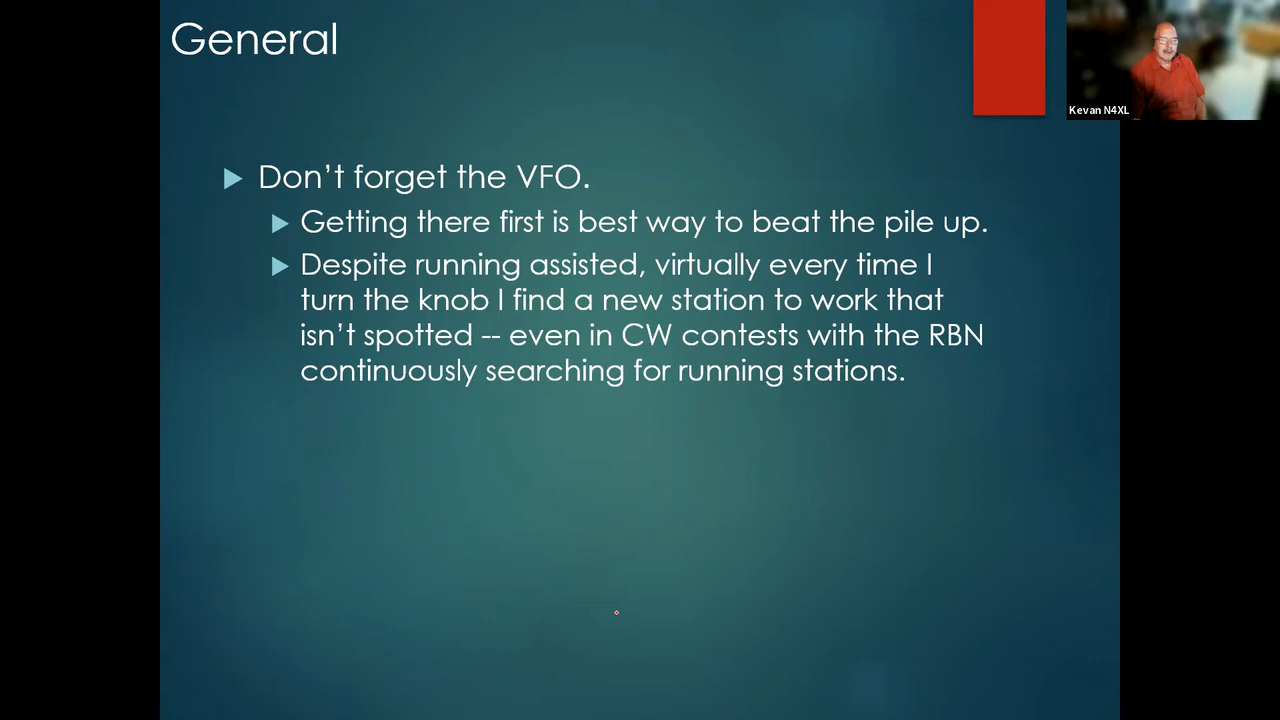 General
Kevan N4XL
Don't forget the VFO.
Getting there first is best way to beat the pile up.
Despite running assisted, virtually every time I
turn the knob I find a new station to work that
isn't spotted -- even in CW contests with the RBN
continuously searching for running stations.